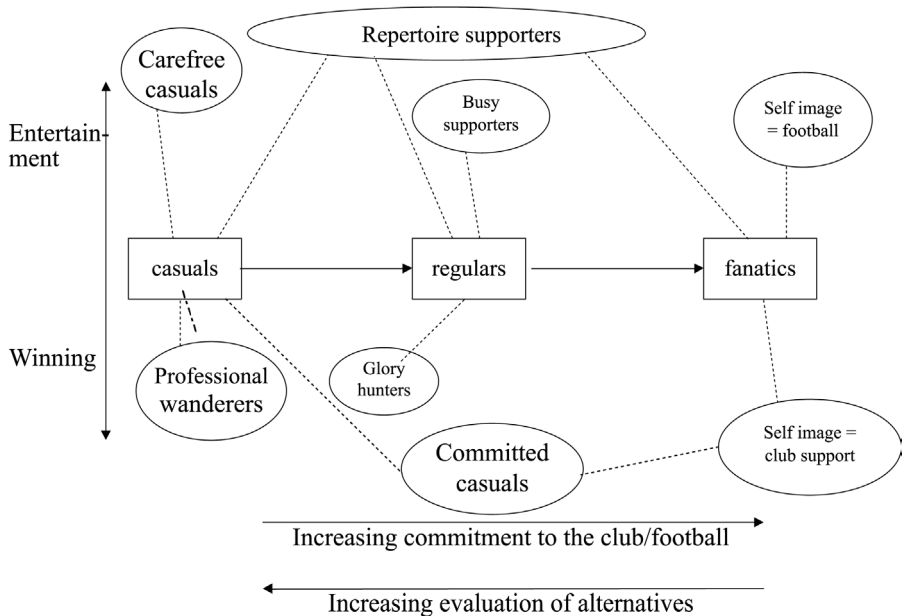 Repertoire supporters
Carefree
casuals
Busy
supporters
Self image
= football
Entertain-
ment
casuals
regulars
fanatics
Winning
Professional
wanderers
Glory
hunters
Committed
casuals
Self image =
club support
Increasing commitment to the club/football
Increasing evaluation of alternatives